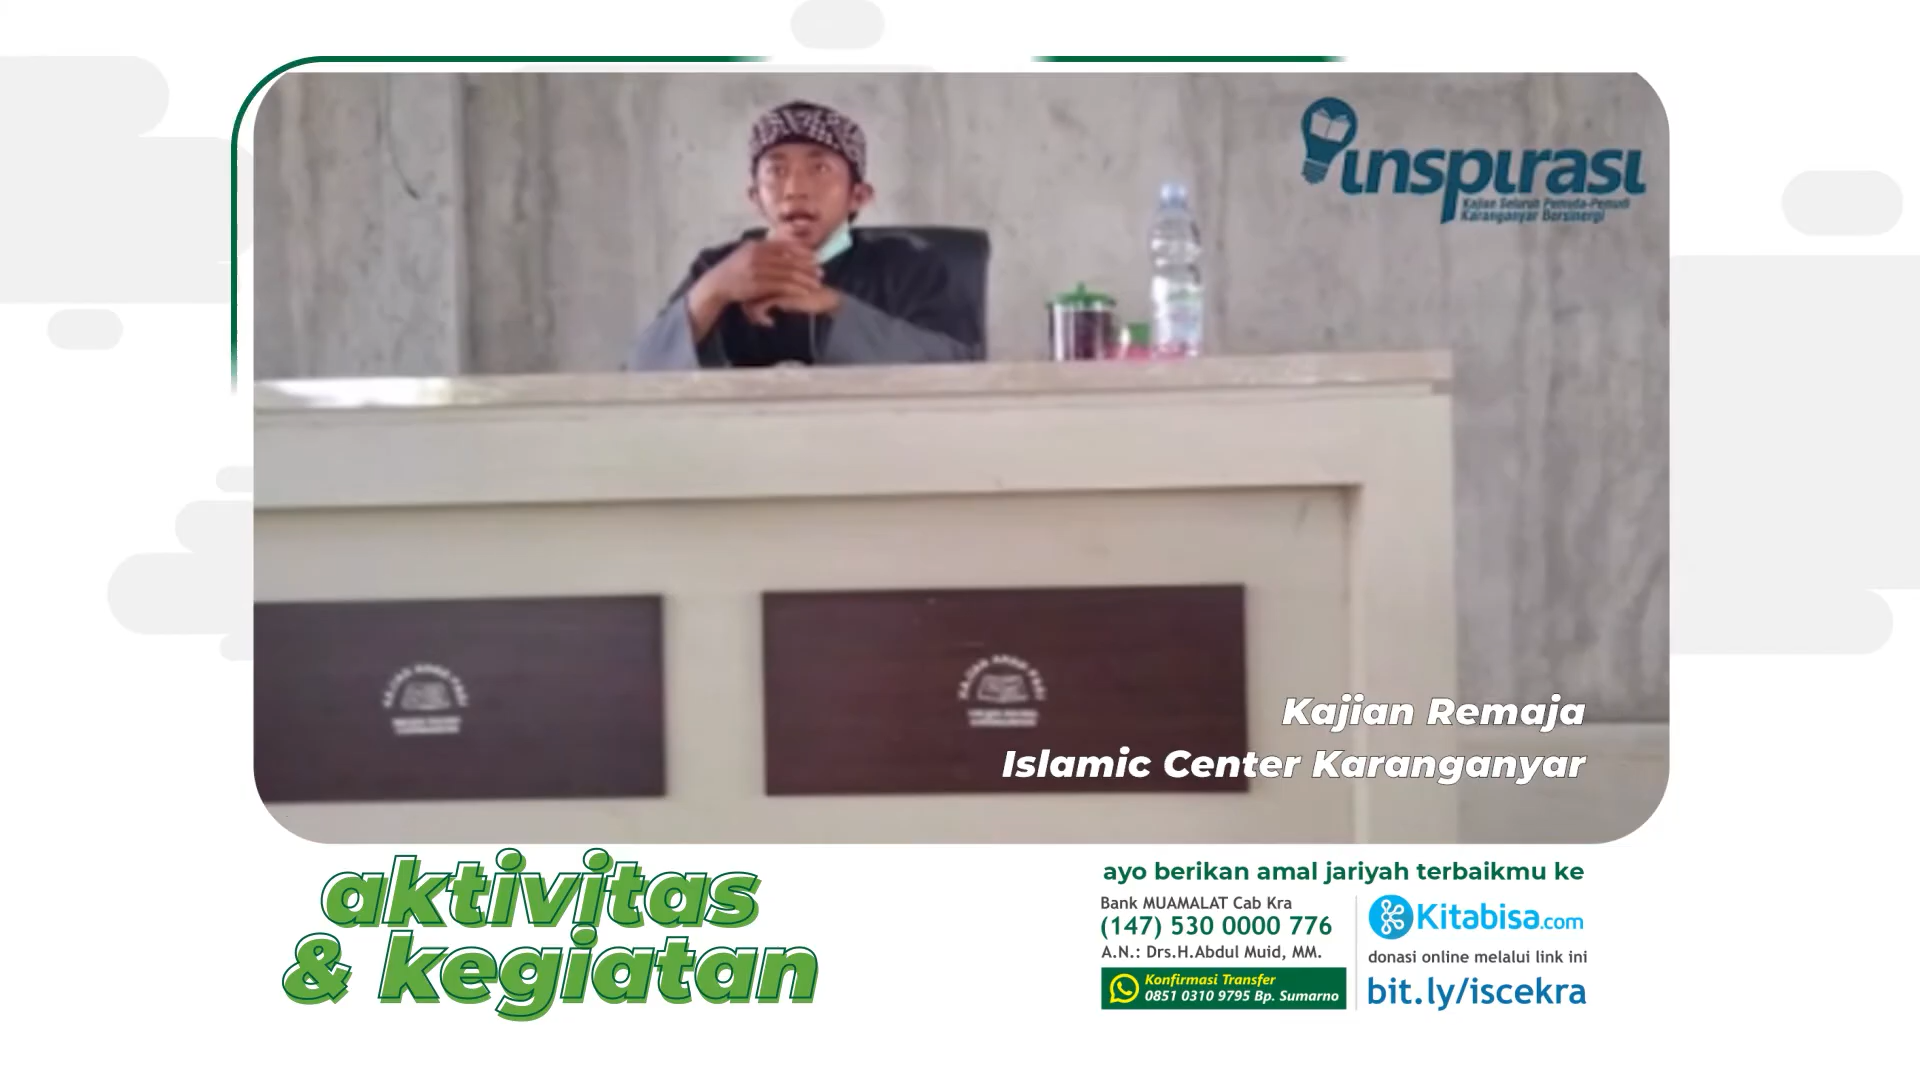 inspirasi
Kajian Seluruh Pemuda-Pemudi
Karanganyar Bersinergi
Kajian Remaja
Islamic Center Karanganyar
aktivitas
& kegiatan
ayo berikan amal jariyah terbaikmu ke
Bank MUAMALAT Cab Kra
(147) 530 0000 776
A.N.: Drs.H.Abdul Muid, MM.
Konfirmasi Transfer
0851 0310 9795 Bp. Sumarno
Kitabisa.com
donasi online melalui link ini
bit.ly/iscekra